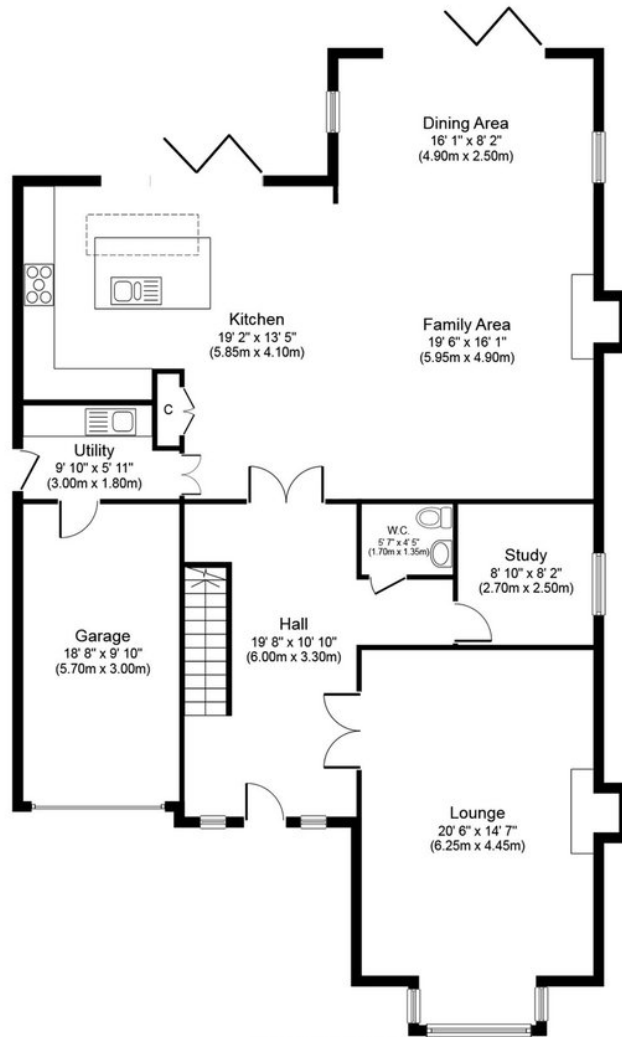 Dining Area
16' 1" x 8' 2"
(4.90m x 2.50m)
Kitchen
19' 2" x 13' 5"
(5.85m x 4.10m)
Family Area
19' 6" x 16' 1"
(5.95m x 4.90m)
C
Utility
9' 10" x 5' 11"
(3.00m x 1.80m)
W.C.
5' 7" x 4' 5"
(1.70m x 1.35m)
Study
8' 10" x 8' 2"
(2.70m x 2.50m)
Garage
18' 8" x 9' 10"
(5.70m x 3.00m)
Hall
19' 8" x 10' 10"
(6.00m x 3.30m)
Lounge
20' 6" x 14' 7"
(6.25m x 4.45m)